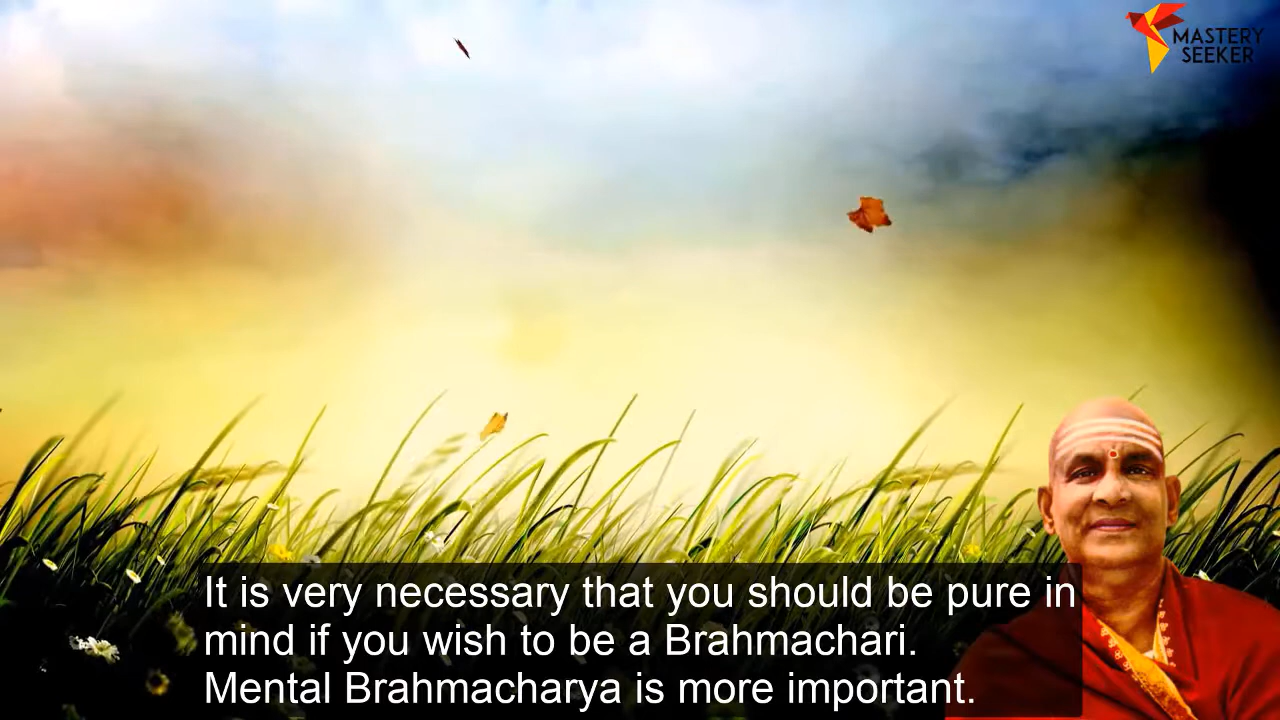 MASTERY
SEEKER
It is very necessary that you should be pure in
mind if you wish to be a Brahmachari.
Mental Brahmacharya is more important.